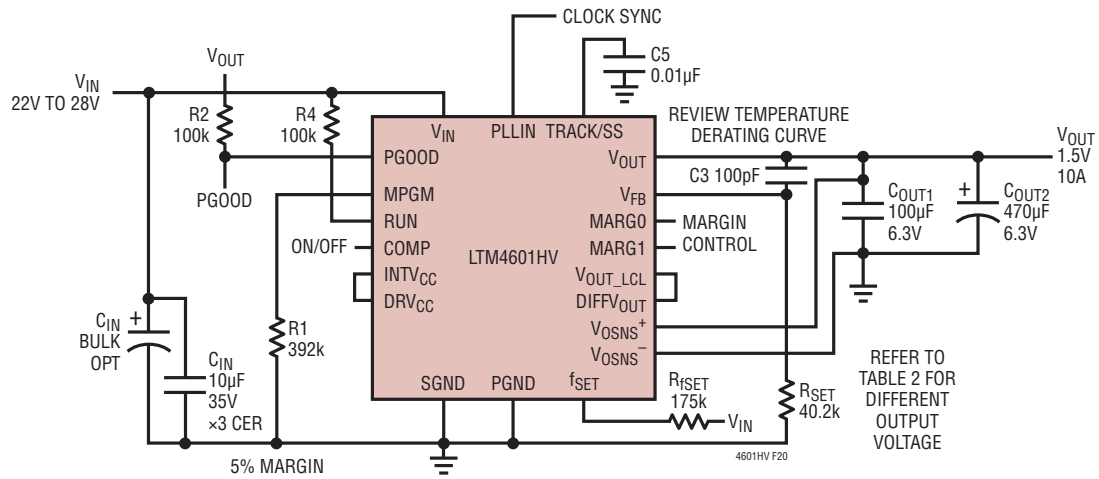 CLOCK SYNC
C5
0.01µF
VOUT
VIN
22V TO 28V
R2
100k
R4
100k
PGOOD
REVIEW TEMPERATURE
DERATING CURVE
VIN
PLLIN
TRACK/SS
PGOOD
MPGM
RUN
COMP
INTVCC
DRVCC
ON/OFF
LTM4601HV
VOUT
VFB
MARG0
MARG1
VOUT_LCL
DIFFVOUT
VOSNS+
VOSNS−
SGND
PGND
fSET
C3 100pF
MARGIN
CONTROL
VOUT
1.5V
10A
+
COUT1
100µF
6.3V
COUT2
470µF
6.3V
CIN
BULK
OPT
+
CIN
10µF
35V
×3 CER
R1
392k
5% MARGIN
RfSET
175k
VIN
RSET
40.2k
REFER TO
TABLE 2 FOR
DIFFERENT
OUTPUT
VOLTAGE
4601HV F20